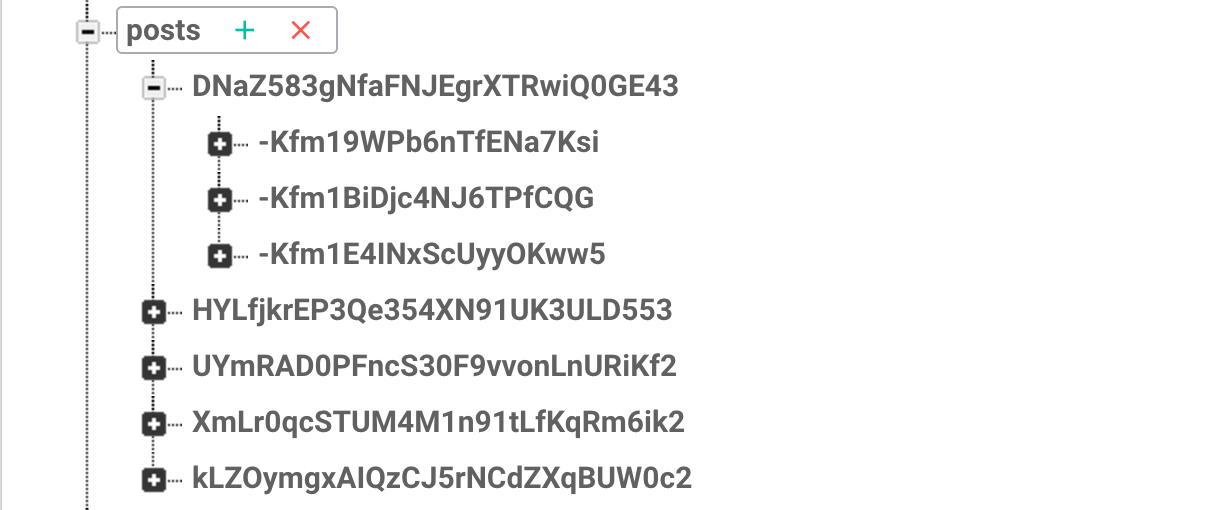 posts
DNaZ583gNfaFNJEgrXTRwiQ0GE43
-Kfm19WPb6nTfENa7Ksi
-Kfm1BiDjc4NJ6TPfCQG
-Kfm1E4INxScUyyOKww5
HYLfjkrEP3Qe354XN91UK3ULD553
UYmRAD0PFncS30F9vvonLnURiKf2
XmLr0qcSTUM4M1n91tLfKqRm6ik2
kLZOymgxAIQzCJ5rNCdZXqBUW0c2